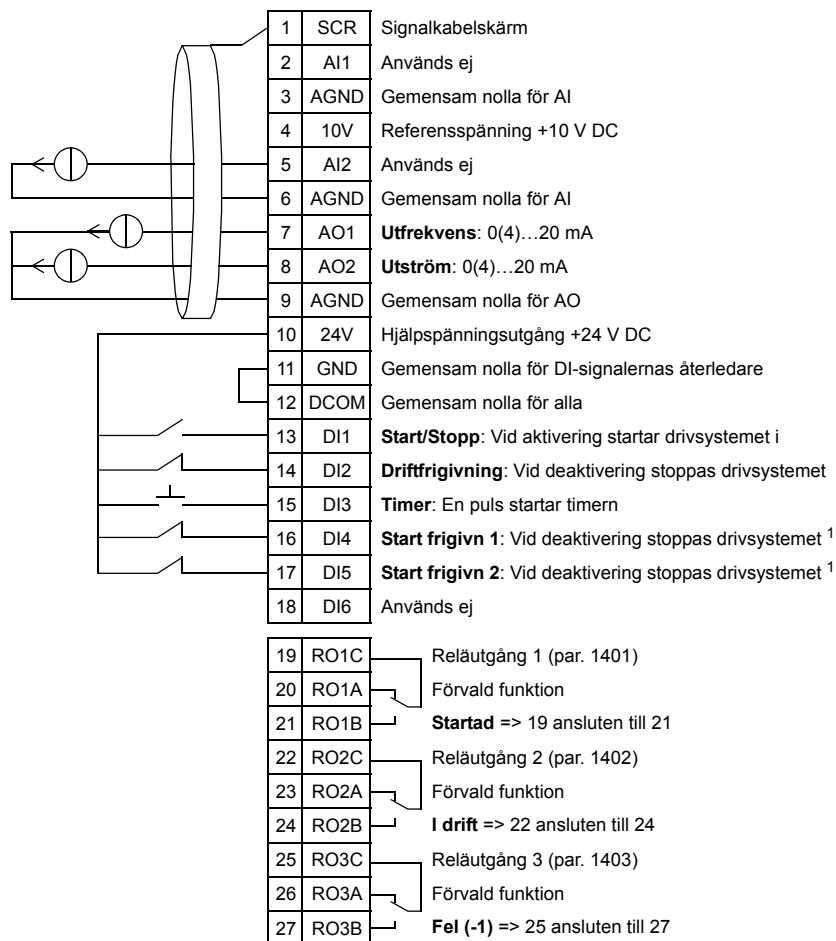 1 SCR Signalkabelskärm
2 AI1 Används ej
3 AGND Gemensam nolla för AI
4 10V Referensspänning +10 V DC
5 AI2 Används ej
6 AGND Gemensam nolla för AI
7 AO1 Utfrekvens: 0(4)…20 mA
8 AO2 Utström: 0(4)…20 mA
9 AGND Gemensam nolla för AO
10 24V Hjälpspänningsutgång +24 V DC
11 GND Gemensam nolla för DI-signalernas återledare
12 DCOM Gemensam nolla för alla
13 DI1 Start/Stopp: Vid aktivering startar drivsystemet i
14 DI2 Driftfrigivning: Vid deaktivering stoppas drivsystemet
15 DI3 Timer: En puls startar timern
16 DI4 Start frigivn 1: Vid deaktivering stoppas drivsystemet 1
17 DI5 Start frigivn 2: Vid deaktivering stoppas drivsystemet 1
18 DI6 Används ej
19 RO1C Reläutgång 1 (par. 1401)
20 RO1A Förvald funktion
21 RO1B Startad => 19 ansluten till 21
22 RO2C Reläutgång 2 (par. 1402)
23 RO2A Förvald funktion
24 RO2B I drift => 22 ansluten till 24
25 RO3C Reläutgång 3 (par. 1403)
26 RO3A Förvald funktion
27 RO3B Fel (-1) => 25 ansluten till 27